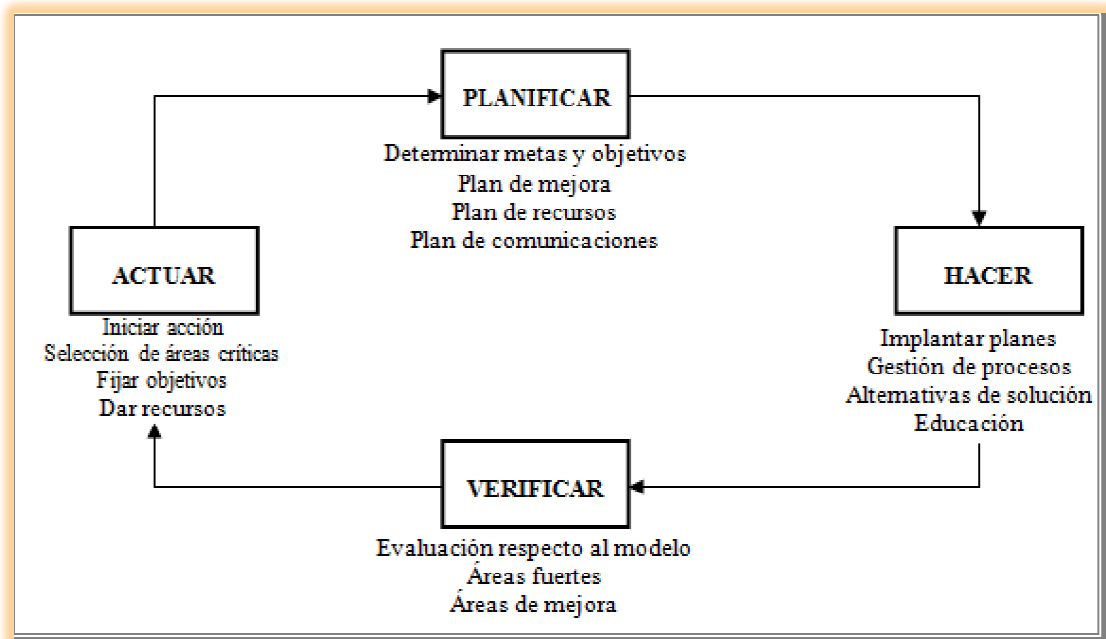 PLANIFICAR
Determinar metas y objetivos
Plan de mejora
Plan de recursos
Plan de comunicaciones
HACER
Implantar planes
Gestión de procesos
Alternativas de solución
Educación
VERIFICAR
Evaluación respecto al modelo
Áreas fuertes
Áreas de mejora
ACTUAR
Iniciar acción
Selección de áreas críticas
Fijar objetivos
Dar recursos